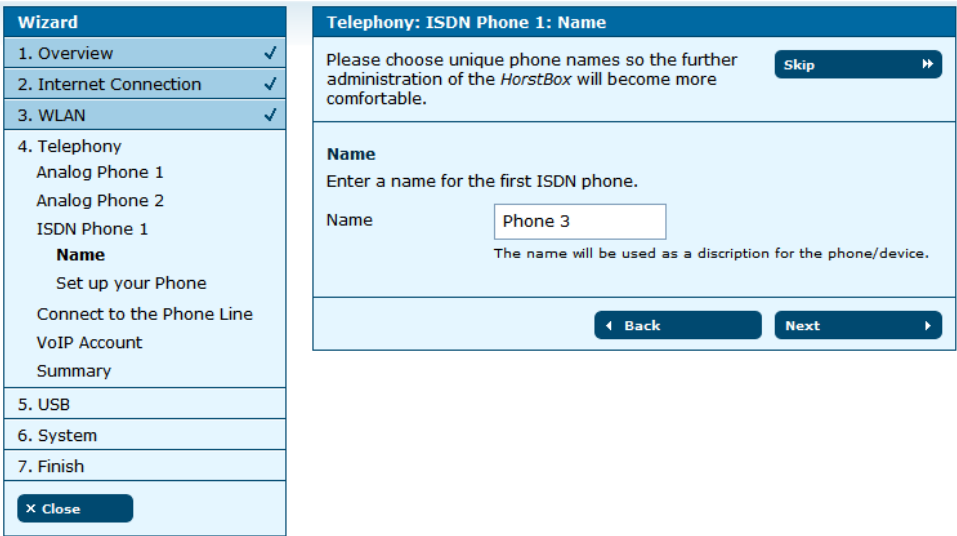 Wizard
1. Overview ✓
2. Internet Connection ✓
3. WLAN ✓
4. Telephony
Analog Phone 1
Analog Phone 2
ISDN Phone 1
Name
Set up your Phone
Connect to the Phone Line
VoIP Account
Summary
5. USB
6. System
7. Finish
× Close
Telephony: ISDN Phone 1: Name
Please choose unique phone names so the further
administration of the HorstBox will become more
comfortable.
Skip
Name
Enter a name for the first ISDN phone.
Name Phone 3
The name will be used as a discription for the phone/device.
Back
Next